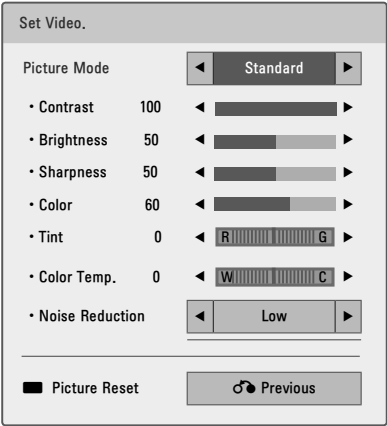 Set Video.
Picture Mode ◀ Standard ▶
• Contrast 100 ◀ ▶
• Brightness 50 ◀ ▶
• Sharpness 50 ◀ ▶
• Color 60 ◀ ▶
• Tint 0 ◀ R G ▶
• Color Temp. 0 ◀ W C ▶
• Noise Reduction ◀ Low ▶
Picture Reset Previous